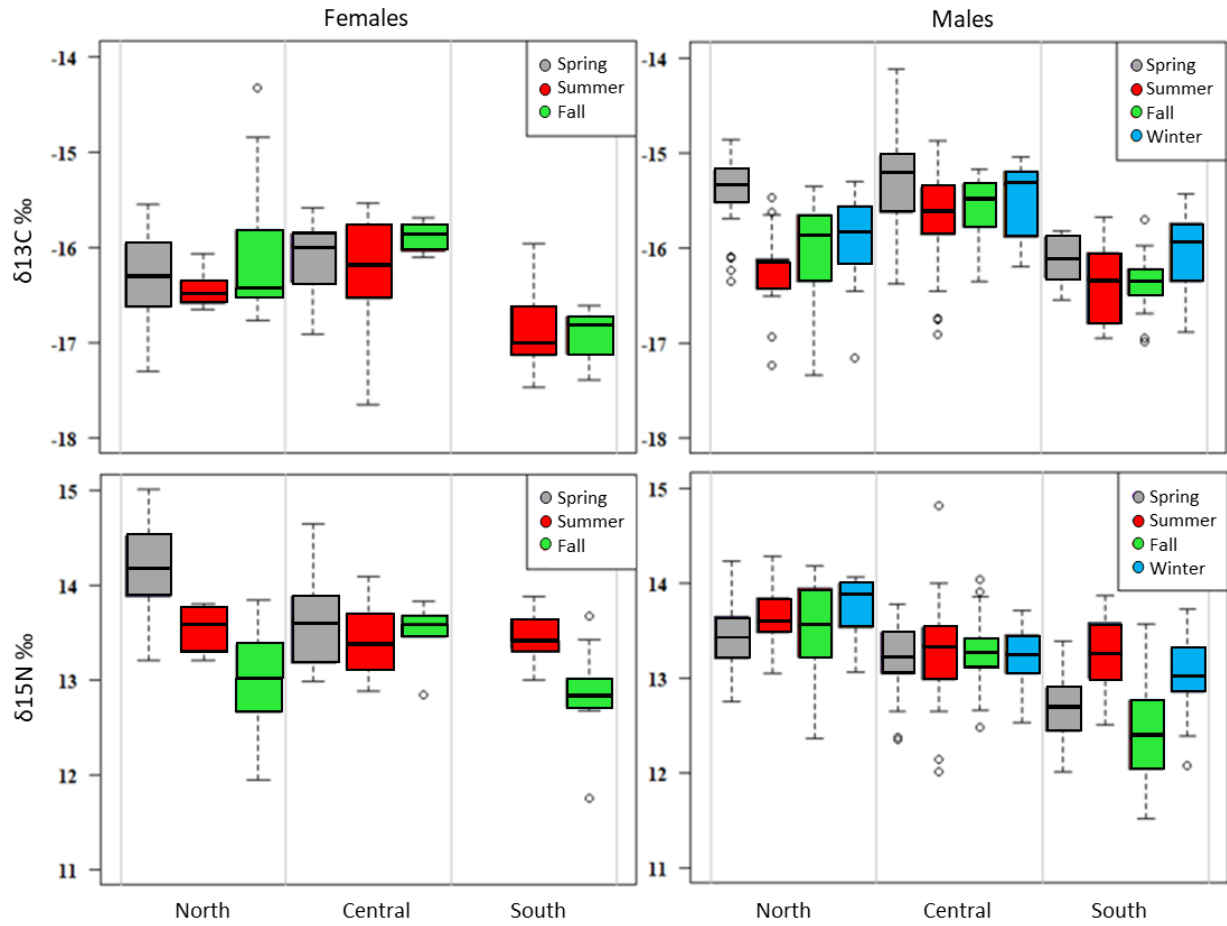 Females
Males
δ13C ‰
-14
-15
-16
-17
-18
Spring
Summer
Fall
-14
-15
-16
-17
-18
Spring
Summer
Fall
Winter
δ15N ‰
15
14
13
12
11
Spring
Summer
Fall
15
14
13
12
11
Spring
Summer
Fall
Winter
North
Central
South
North
Central
South